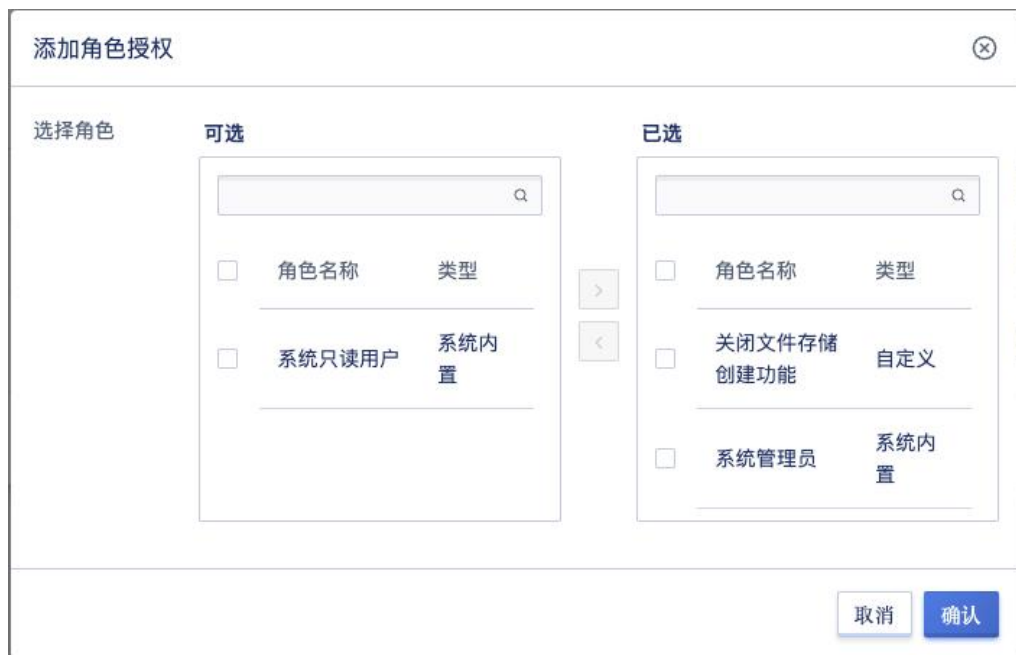 添加角色授权
选择角色
可选
已选
角色名称 类型
系统只读用户 系统内
置
角色名称 类型
关闭文件存储
创建功能
自定义
系统管理员 系统内
置
取消 确认